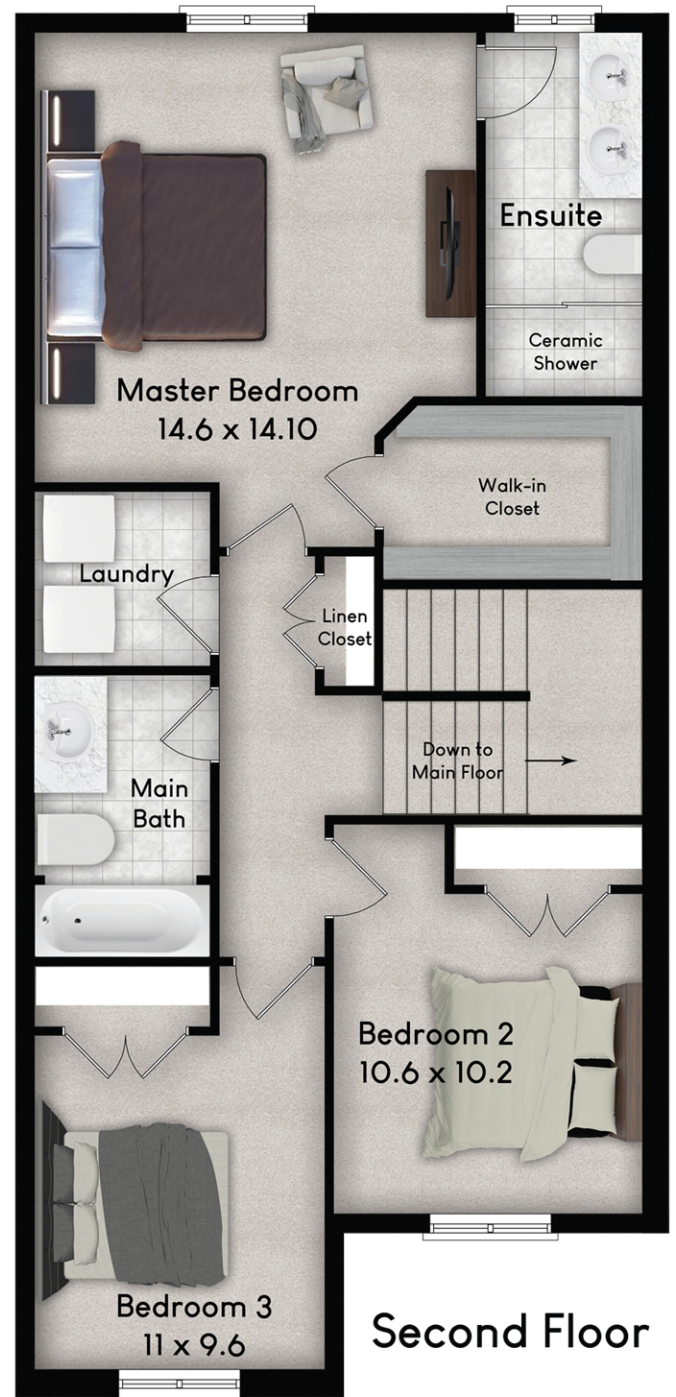 Ensuite
Ceramic
Shower
Master Bedroom
14.6 x 14.10
Walk-in
Closet
Laundry
Linen
Closet
Down to
Main Floor
Main
Bath
Bedroom 2
10.6 x 10.2
Bedroom 3
11 x 9.6
Second Floor